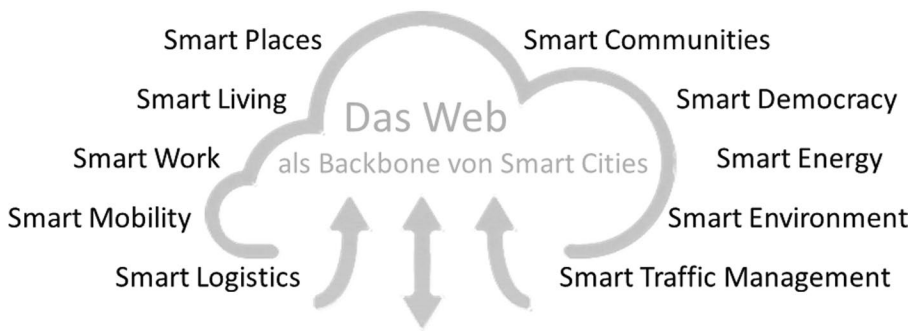 Smart Places
Smart Communities
Smart Living
Das Web
Smart Democracy
Smart Work
als Backbone von Smart Cities
Smart Energy
Smart Mobility
Smart Environment
Smart Logistics
Smart Traffic Management